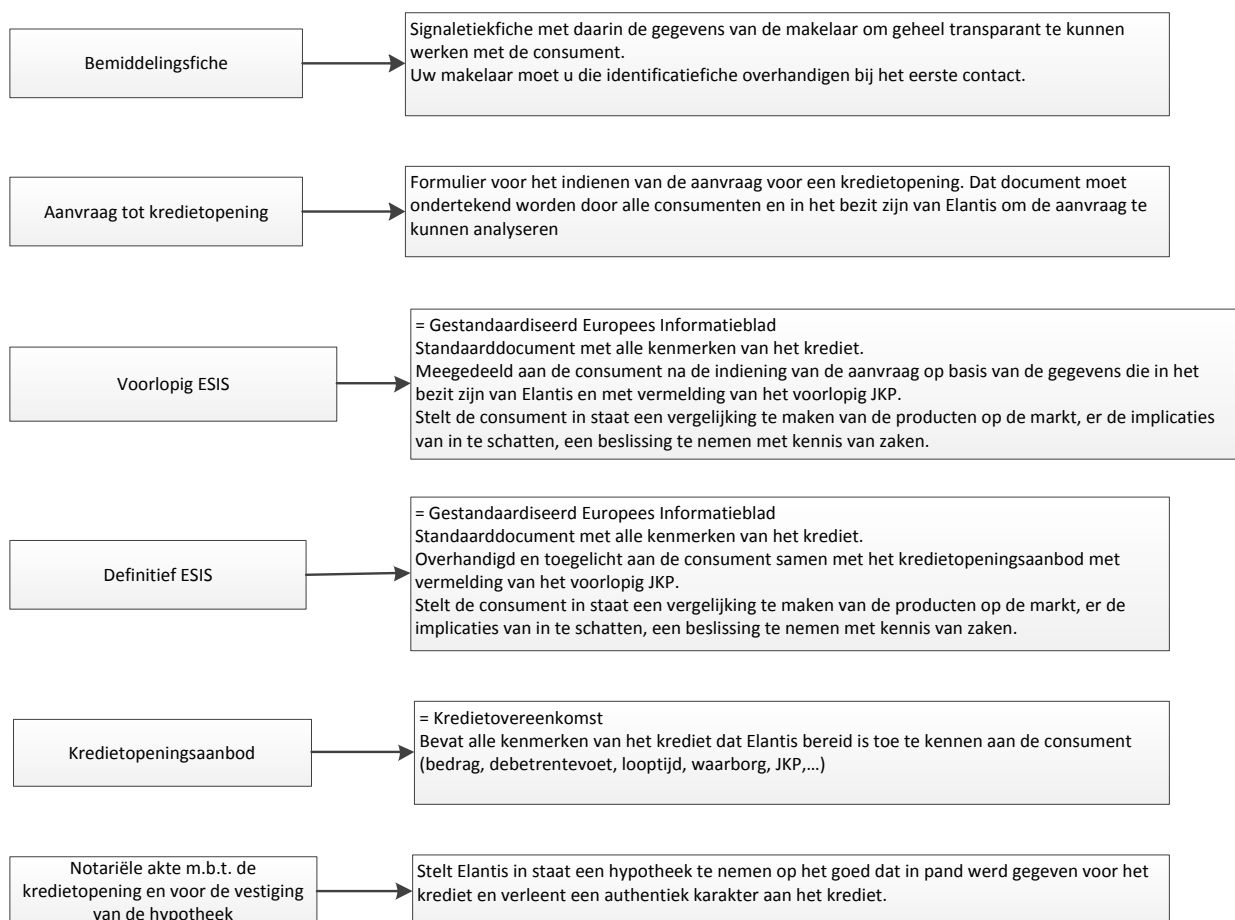 Bemiddelingsfiche
Signaletiekfiche met daarin de gegevens van de makelaar om geheel transparant te kunnen
werken met de consument.
Uw makelaar moet u die identificatiefiche overhandigen bij het eerste contact.
Aanvraag tot kredietopening
Formulier voor het indienen van de aanvraag voor een kredietopening. Dat document moet
ondertekend worden door alle consumenten en in het bezit zijn van Elantis om de aanvraag te
kunnen analyseren
Voorlopig ESIS
= Gestandaardiseerd Europees Informatieblad
Standaarddocument met alle kenmerken van het krediet.
Meegedeeld aan de consument na de indiening van de aanvraag op basis van de gegevens die in het
bezit zijn van Elantis en met vermelding van het voorlopig JKP.
Stelt de consument in staat een vergelijking te maken van de producten op de markt, er de implicaties
van in te schatten, een beslissing te nemen met kennis van zaken.
Definitief ESIS
= Gestandaardiseerd Europees Informatieblad
Standaarddocument met alle kenmerken van het krediet.
Overhandigd en toegelicht aan de consument samen met het kredietopeningsaanbod met
vermelding van het voorlopig JKP.
Stelt de consument in staat een vergelijking te maken van de producten op de markt, er de
implicaties van in te schatten, een beslissing te nemen met kennis van zaken.
Kredietopeningsaanbod
= Kredietovereenkomst
Bevat alle kenmerken van het krediet dat Elantis bereid is toe te kennen aan de consument
(bedrag, debetrentevoet, looptijd, waarborg, JKP,…)
Notariële akte m.b.t. de
kredietopening en voor de vestiging
van de hypotheek
Stelt Elantis in staat een hypotheek te nemen op het goed dat in pand werd gegeven voor het
krediet en verleent een authentiek karakter aan het krediet.